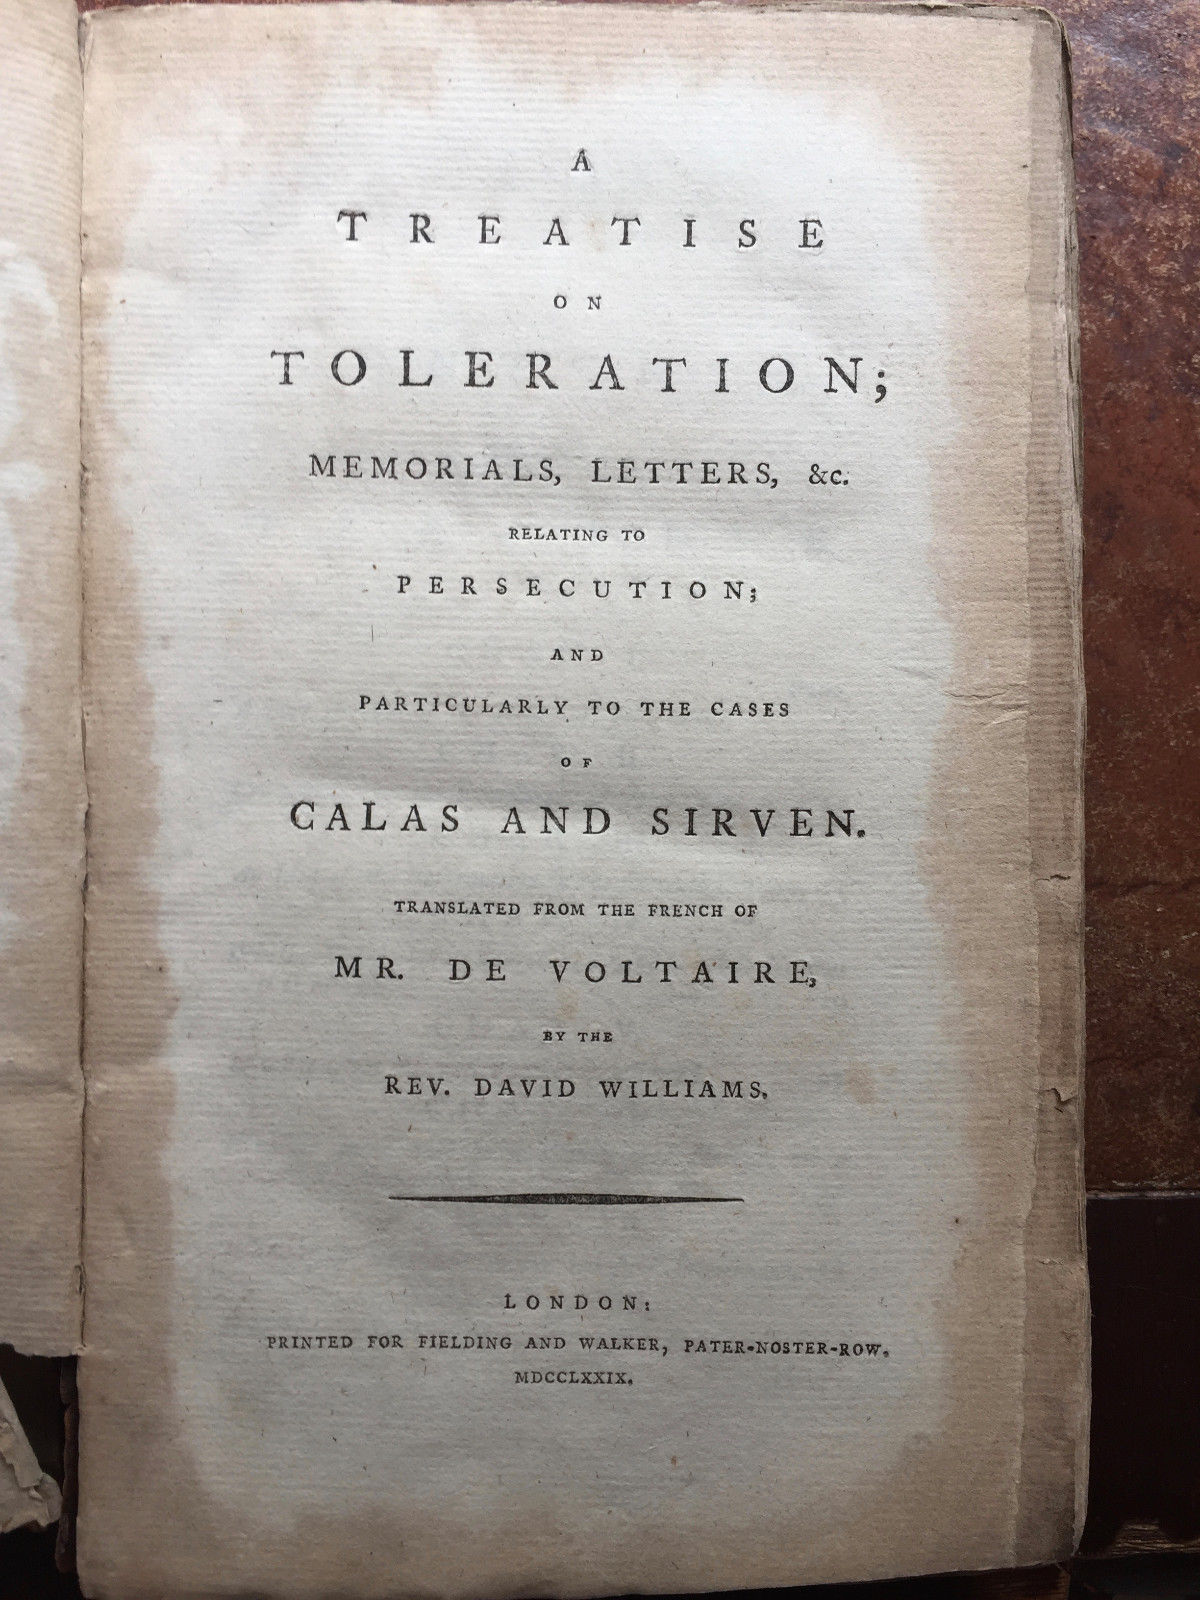 A
TREATISE
ON
TOLERATION;
MEMORIALS, LETTERS, &c.
RELATING TO
PERSECUTION;
AND
PARTICULARLY TO THE CASES
OF
CALAS AND SIRVEN.
TRANSLATED FROM THE FRENCH OF
MR. DE VOLTAIRE,
BY THE
REV. DAVID WILLIAMS.
LONDON:
PRINTED FOR FIELDING AND WALKER, PATER-NOSTER-ROW.
MDCCLXXIX.